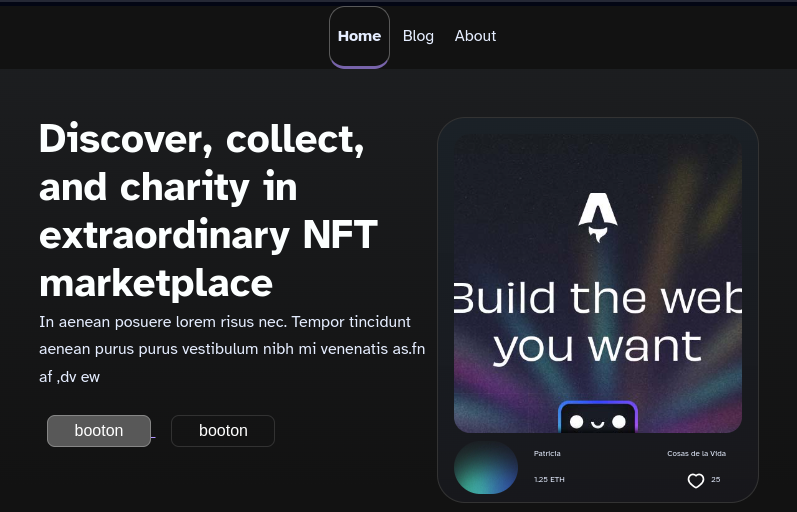 Home Blog About
Discover, collect,
and charity in
extraordinary NFT
marketplace
In aenean posuere lorem risus nec. Tempor tincidunt
aenean purus purus vestibulum nibh mi venenatis as.fn
af ,dv ew
booton booton
Build the web
you want
Patricia Cosas de la Vida
1.25 ETH 25